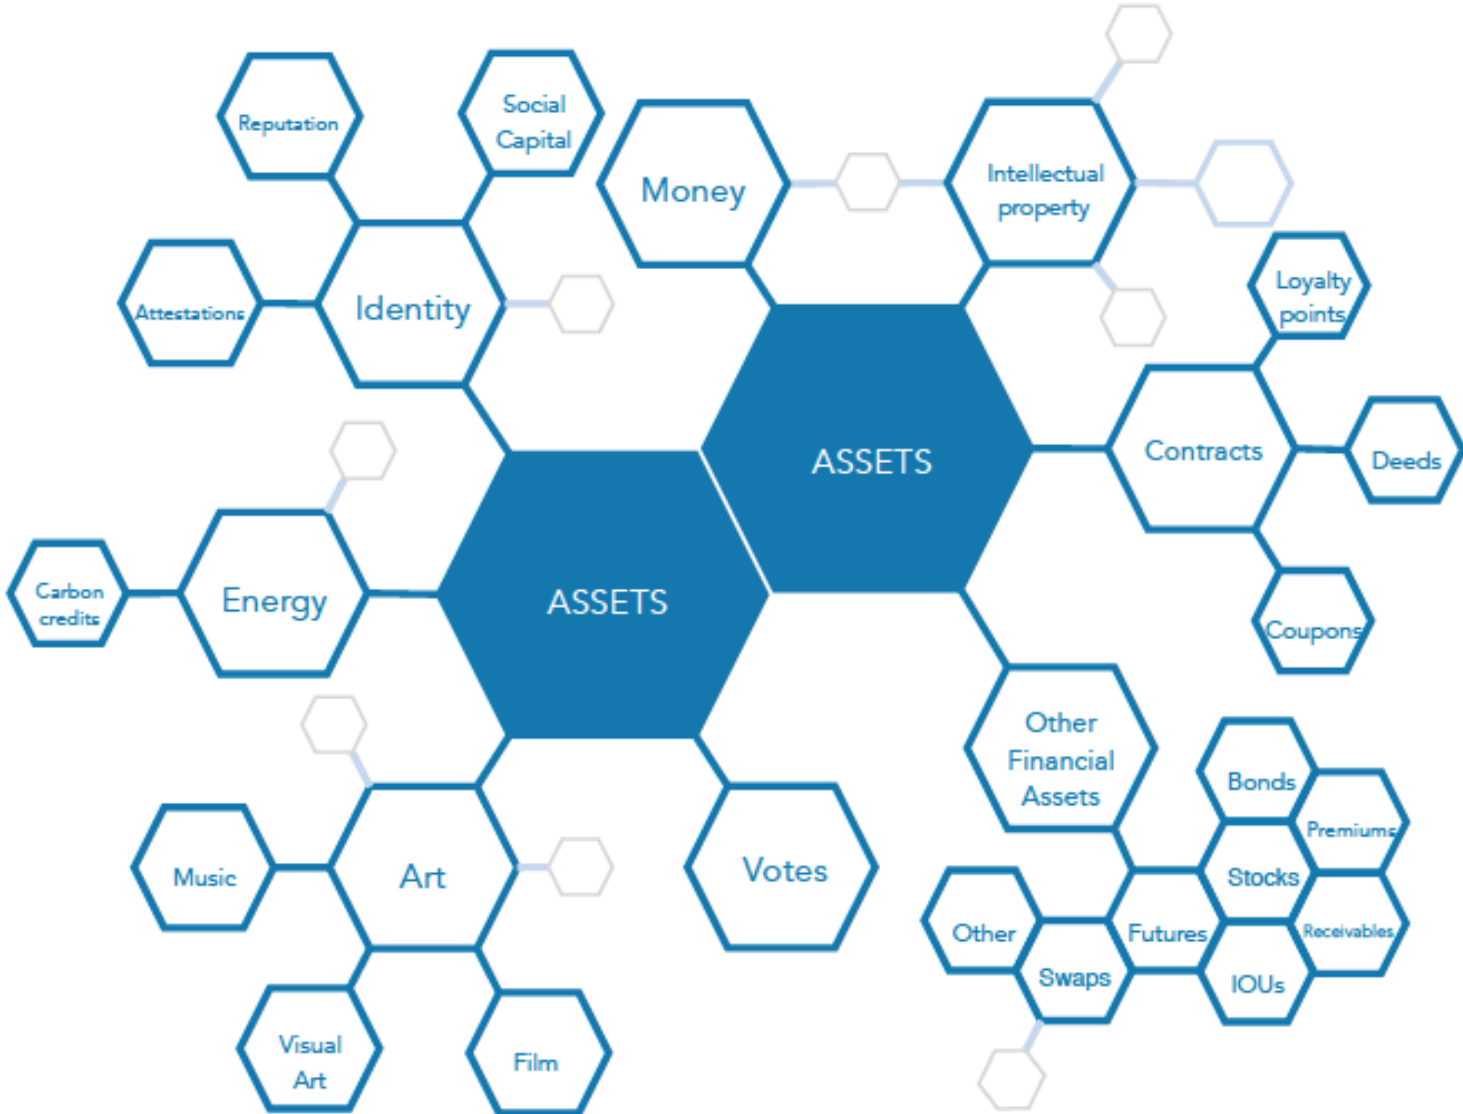 Reputation
Social
Capital
Attestations
Identity
Money
Intellectual
property
Loyalty
points
Contracts
Deeds
Coupons
ASSETS
ASSETS
Carbon
credits
Energy
Music
Art
Visual
Art
Film
Votes
Other
Financial
Assets
Bonds
Premiums
Stocks
Receivables
Futures
IOUs
Other
Swaps